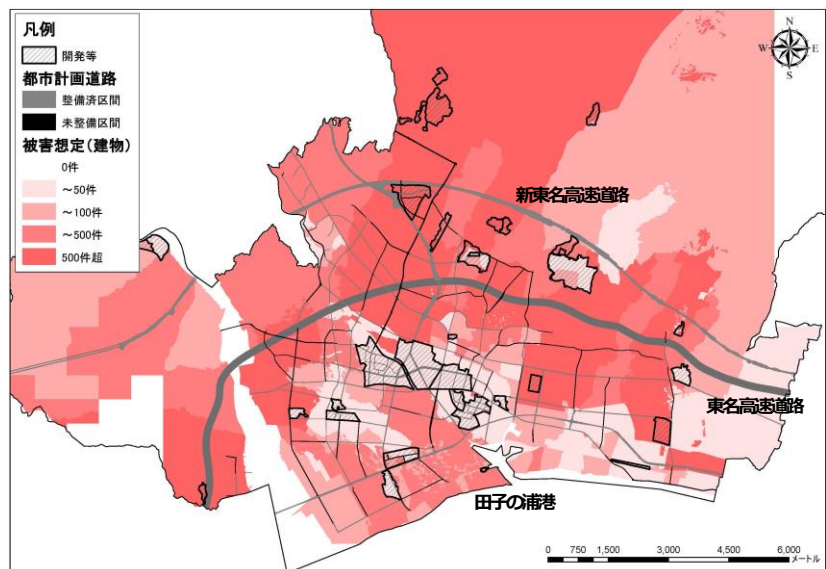 凡例
開発等
都市計画道路
整備済区間
未整備区間
被害想定(建物)
0件
～50件
～100件
～500件
500件超
N
W E
S
新東名高速道路
東名高速道路
田子の浦港
0 750 1,500 3,000 4,500 6,000
メートル